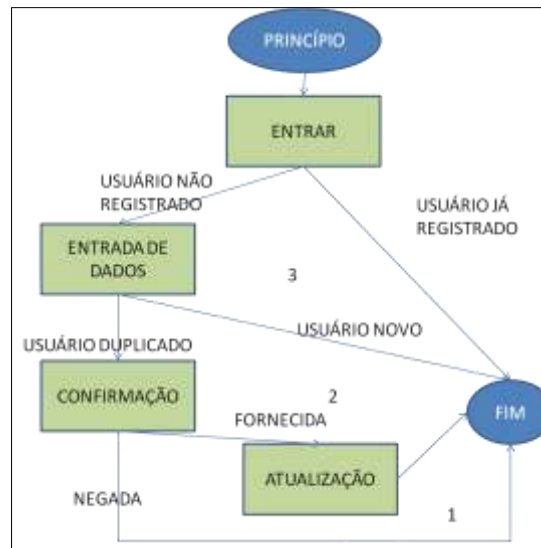 PRINCÍPIO
ENTRAR
USUÁRIO NÃO
REGISTRADO
USUÁRIO JÁ
REGISTRADO
ENTRADA DE
DADOS
3
USUÁRIO NOVO
USUÁRIO DUPLICADO
CONFIRMAÇÃO
2
FORNECIDA
FIM
ATUALIZAÇÃO
NEGADA
1